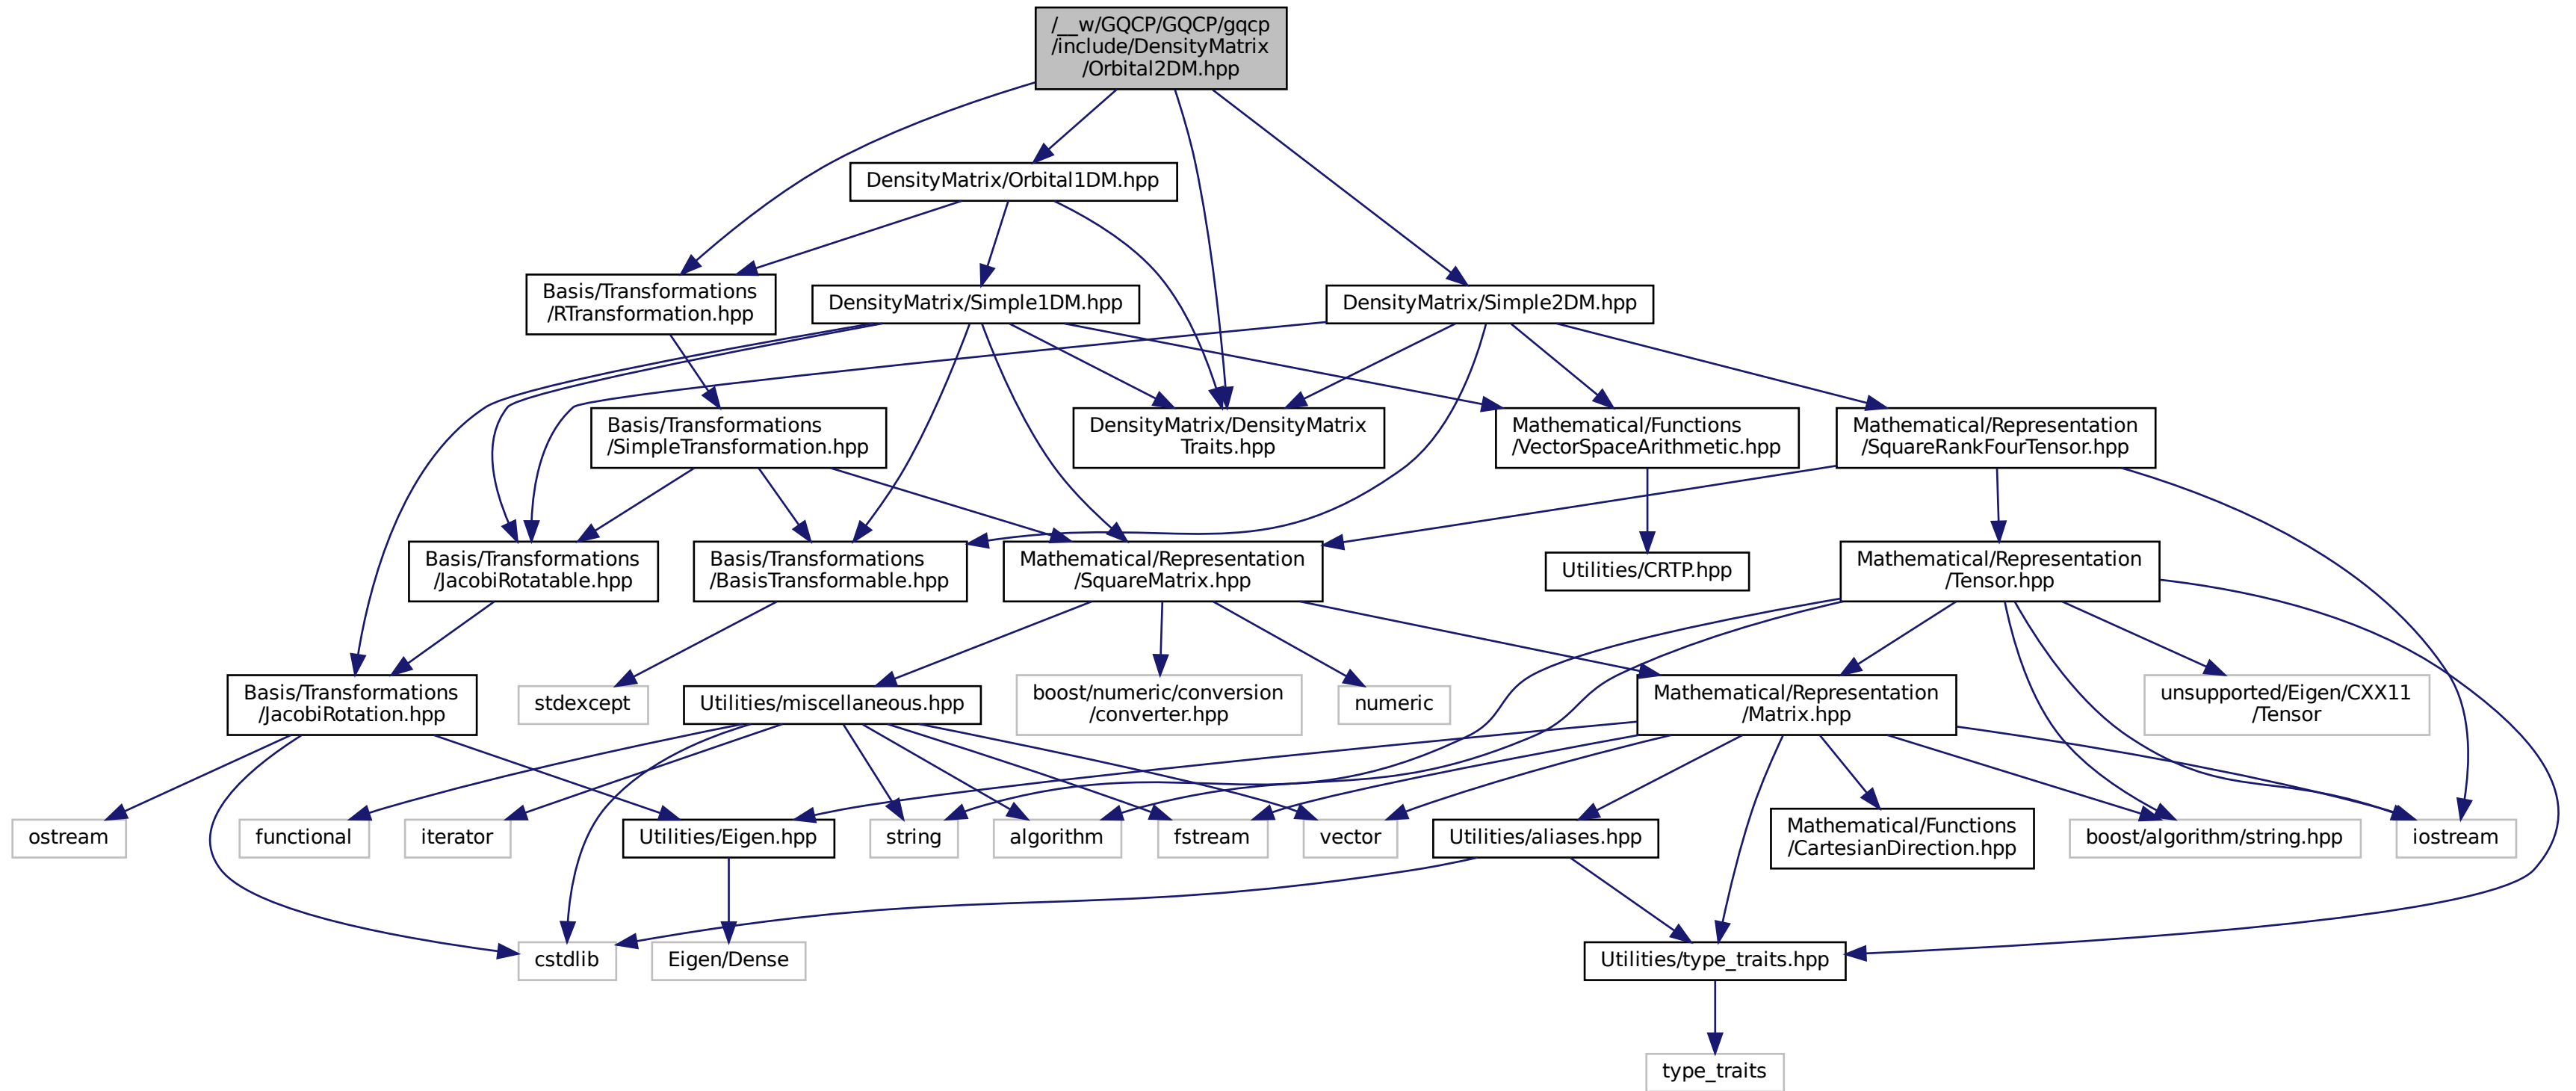 /__w/GQCP/GQCP/gqcp
/include/DensityMatrix
/Orbital2DM.hpp
DensityMatrix/Orbital1DM.hpp
Basis/Transformations
/RTransformation.hpp
DensityMatrix/Simple1DM.hpp
DensityMatrix/Simple2DM.hpp
Basis/Transformations
/SimpleTransformation.hpp
DensityMatrix/DensityMatrix
Traits.hpp
Mathematical/Functions
/VectorSpaceArithmetic.hpp
Mathematical/Representation
/SquareRankFourTensor.hpp
Basis/Transformations
/JacobiRotatable.hpp
Basis/Transformations
/BasisTransformable.hpp
Mathematical/Representation
/SquareMatrix.hpp
Utilities/CRTP.hpp
Mathematical/Representation
/Tensor.hpp
Basis/Transformations
/JacobiRotation.hpp
stdexcept
Utilities/miscellaneous.hpp
boost/numeric/conversion
/converter.hpp
numeric
Mathematical/Representation
/Matrix.hpp
unsupported/Eigen/CXX11
/Tensor
ostream
functional
iterator
Utilities/Eigen.hpp
string
algorithm
fstream
vector
Utilities/aliases.hpp
Mathematical/Functions
/CartesianDirection.hpp
boost/algorithm/string.hpp
iostream
cstdlib
Eigen/Dense
Utilities/type_traits.hpp
type_traits